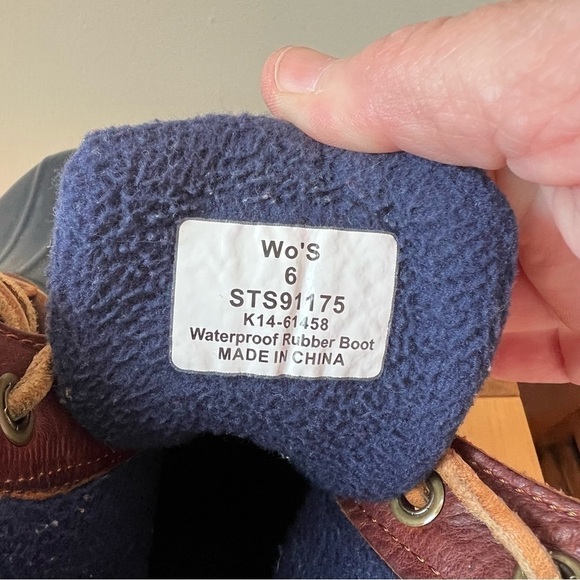 Wo'S
6
STS91175
K14-61458
Waterproof Rubber Boot
MADE IN CHINA